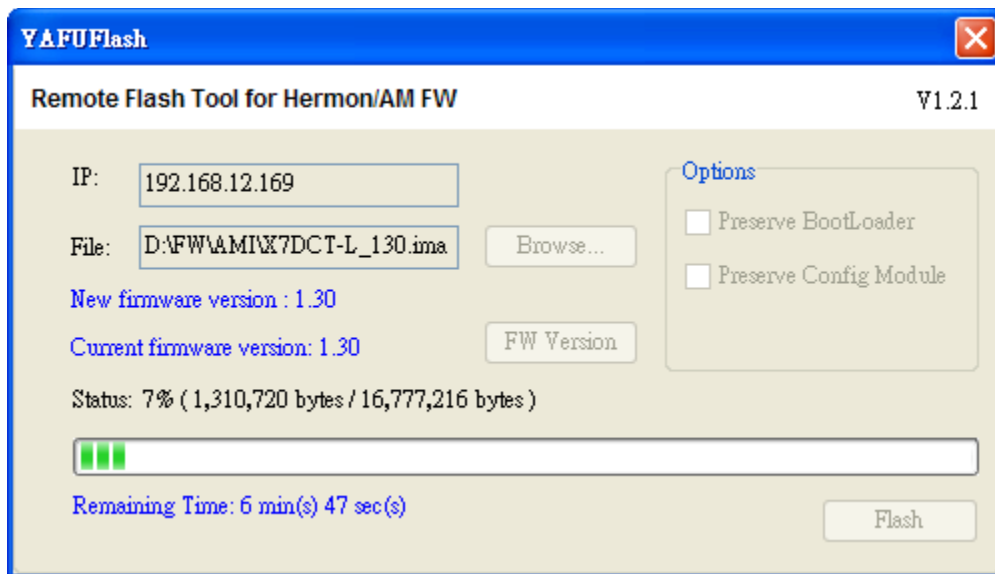 YAFUFlash
Remote Flash Tool for Hermon/AM FW V1.2.1
IP: 192.168.12.169
Options
File: D:\FW\AMI\X7DCT-L_130.ima Browse...
Preserve BootLoader
Preserve Config Module
New firmware version : 1.30
Current firmware version: 1.30 FW Version
Status: 7% ( 1,310,720 bytes / 16,777,216 bytes )
Remaining Time: 6 min(s) 47 sec(s)
Flash